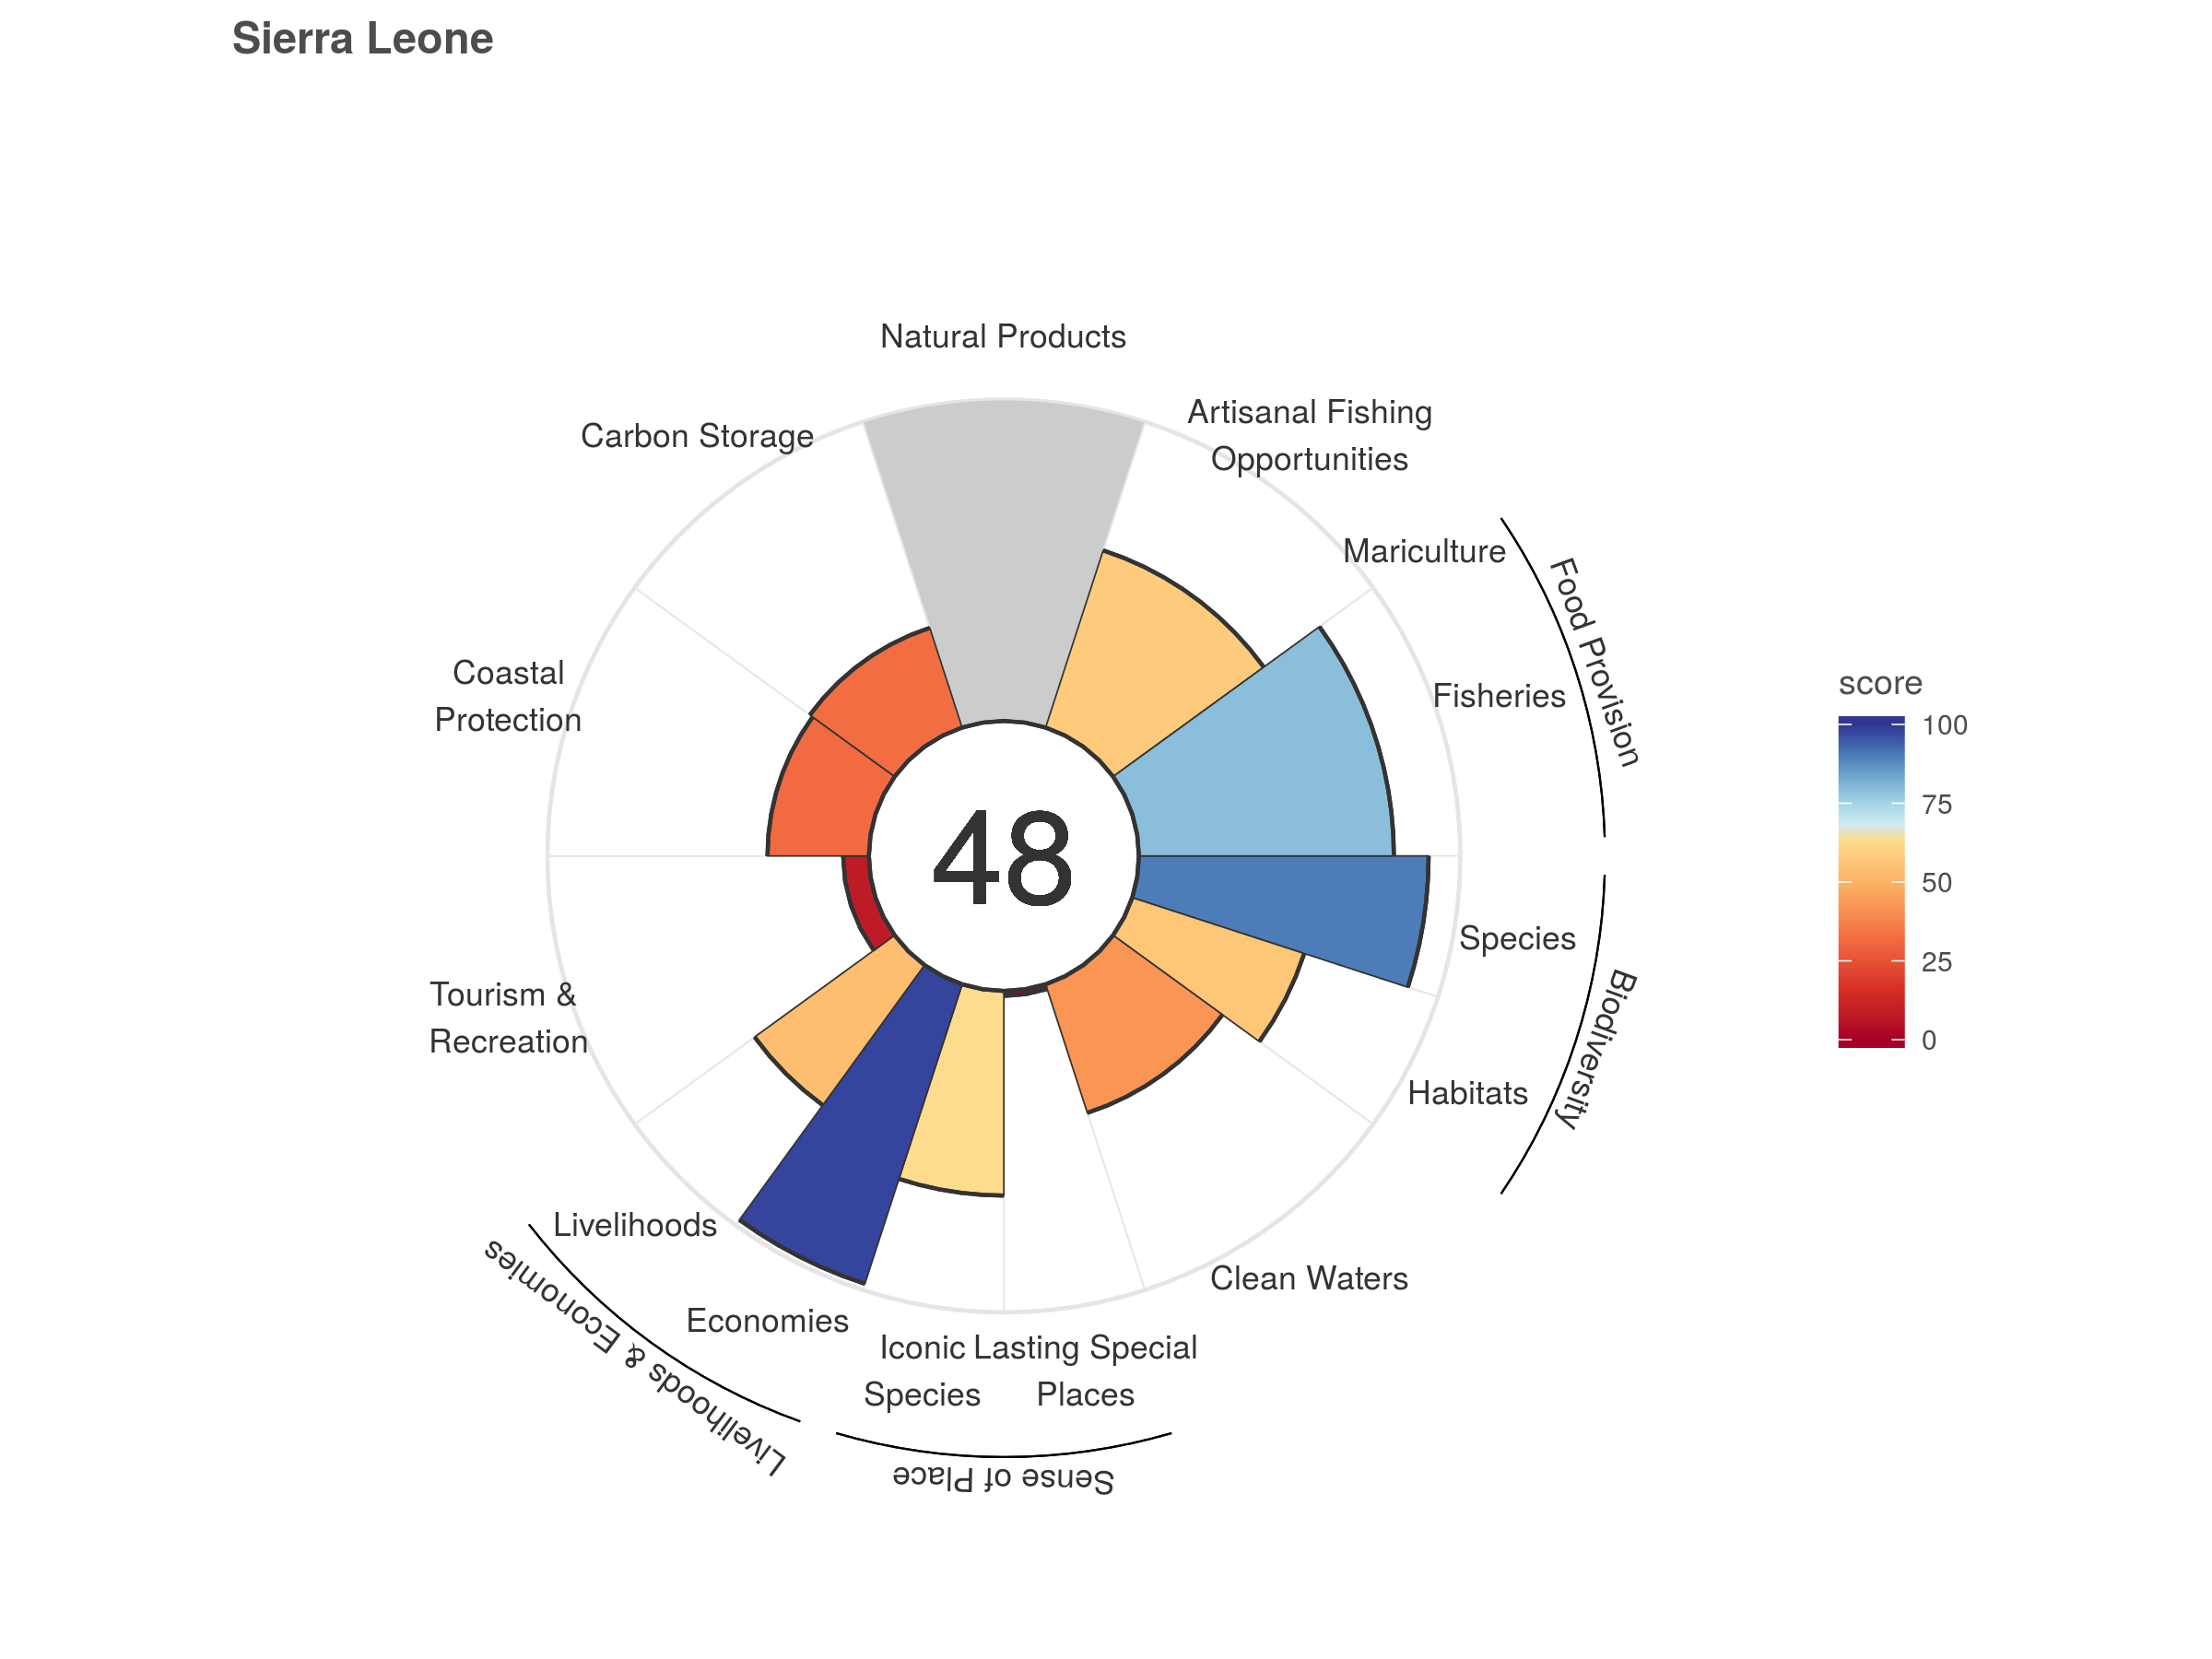 Sierra Leone
Natural Products
Artisanal Fishing
Opportunities
Carbon Storage
Mariculture
Food Provision
Fisheries
Coastal
Protection
score
100
75
50
25
0
48
Species
Biodiversity
Habitats
Tourism &
Recreation
Livelihoods
Clean Waters
Economies
Livelihoods & Economies
Iconic
Species
Lasting Special
Places
Sense of Place